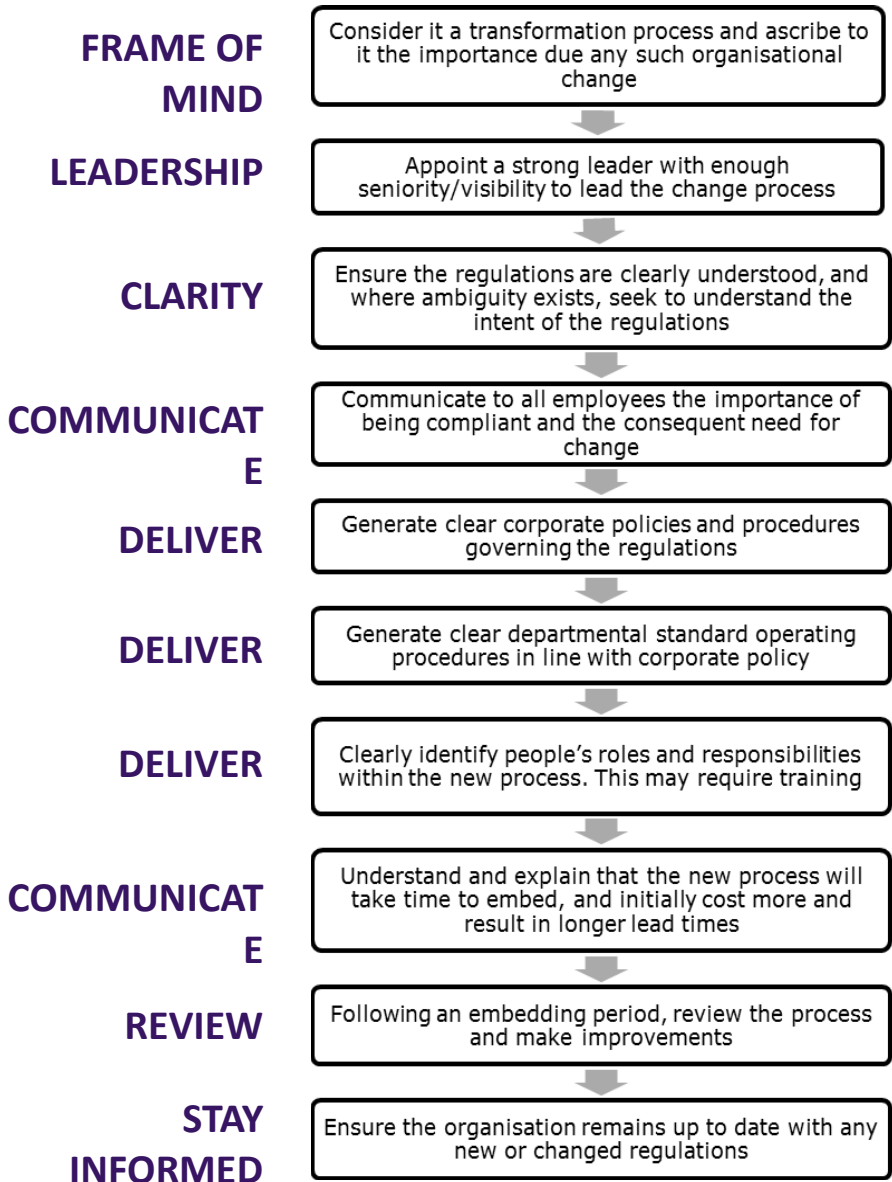 FRAME OF
MIND
Consider it a transformation process and ascribe to
it the importance due any such organisational
change
LEADERSHIP
Appoint a strong leader with enough
seniority/visibility to lead the change process
CLARITY
Ensure the regulations are clearly understood, and
where ambiguity exists, seek to understand the
intent of the regulations
COMMUNICAT
E
Communicate to all employees the importance of
being compliant and the consequent need for
change
DELIVER
Generate clear corporate policies and procedures
governing the regulations
DELIVER
Generate clear departmental standard operating
procedures in line with corporate policy
DELIVER
Clearly identify people’s roles and responsibilities
within the new process. This may require training
COMMUNICAT
E
Understand and explain that the new process will
take time to embed, and initially cost more and
result in longer lead times
REVIEW
Following an embedding period, review the process
and make improvements
STAY
INFORMED
Ensure the organisation remains up to date with any
new or changed regulations